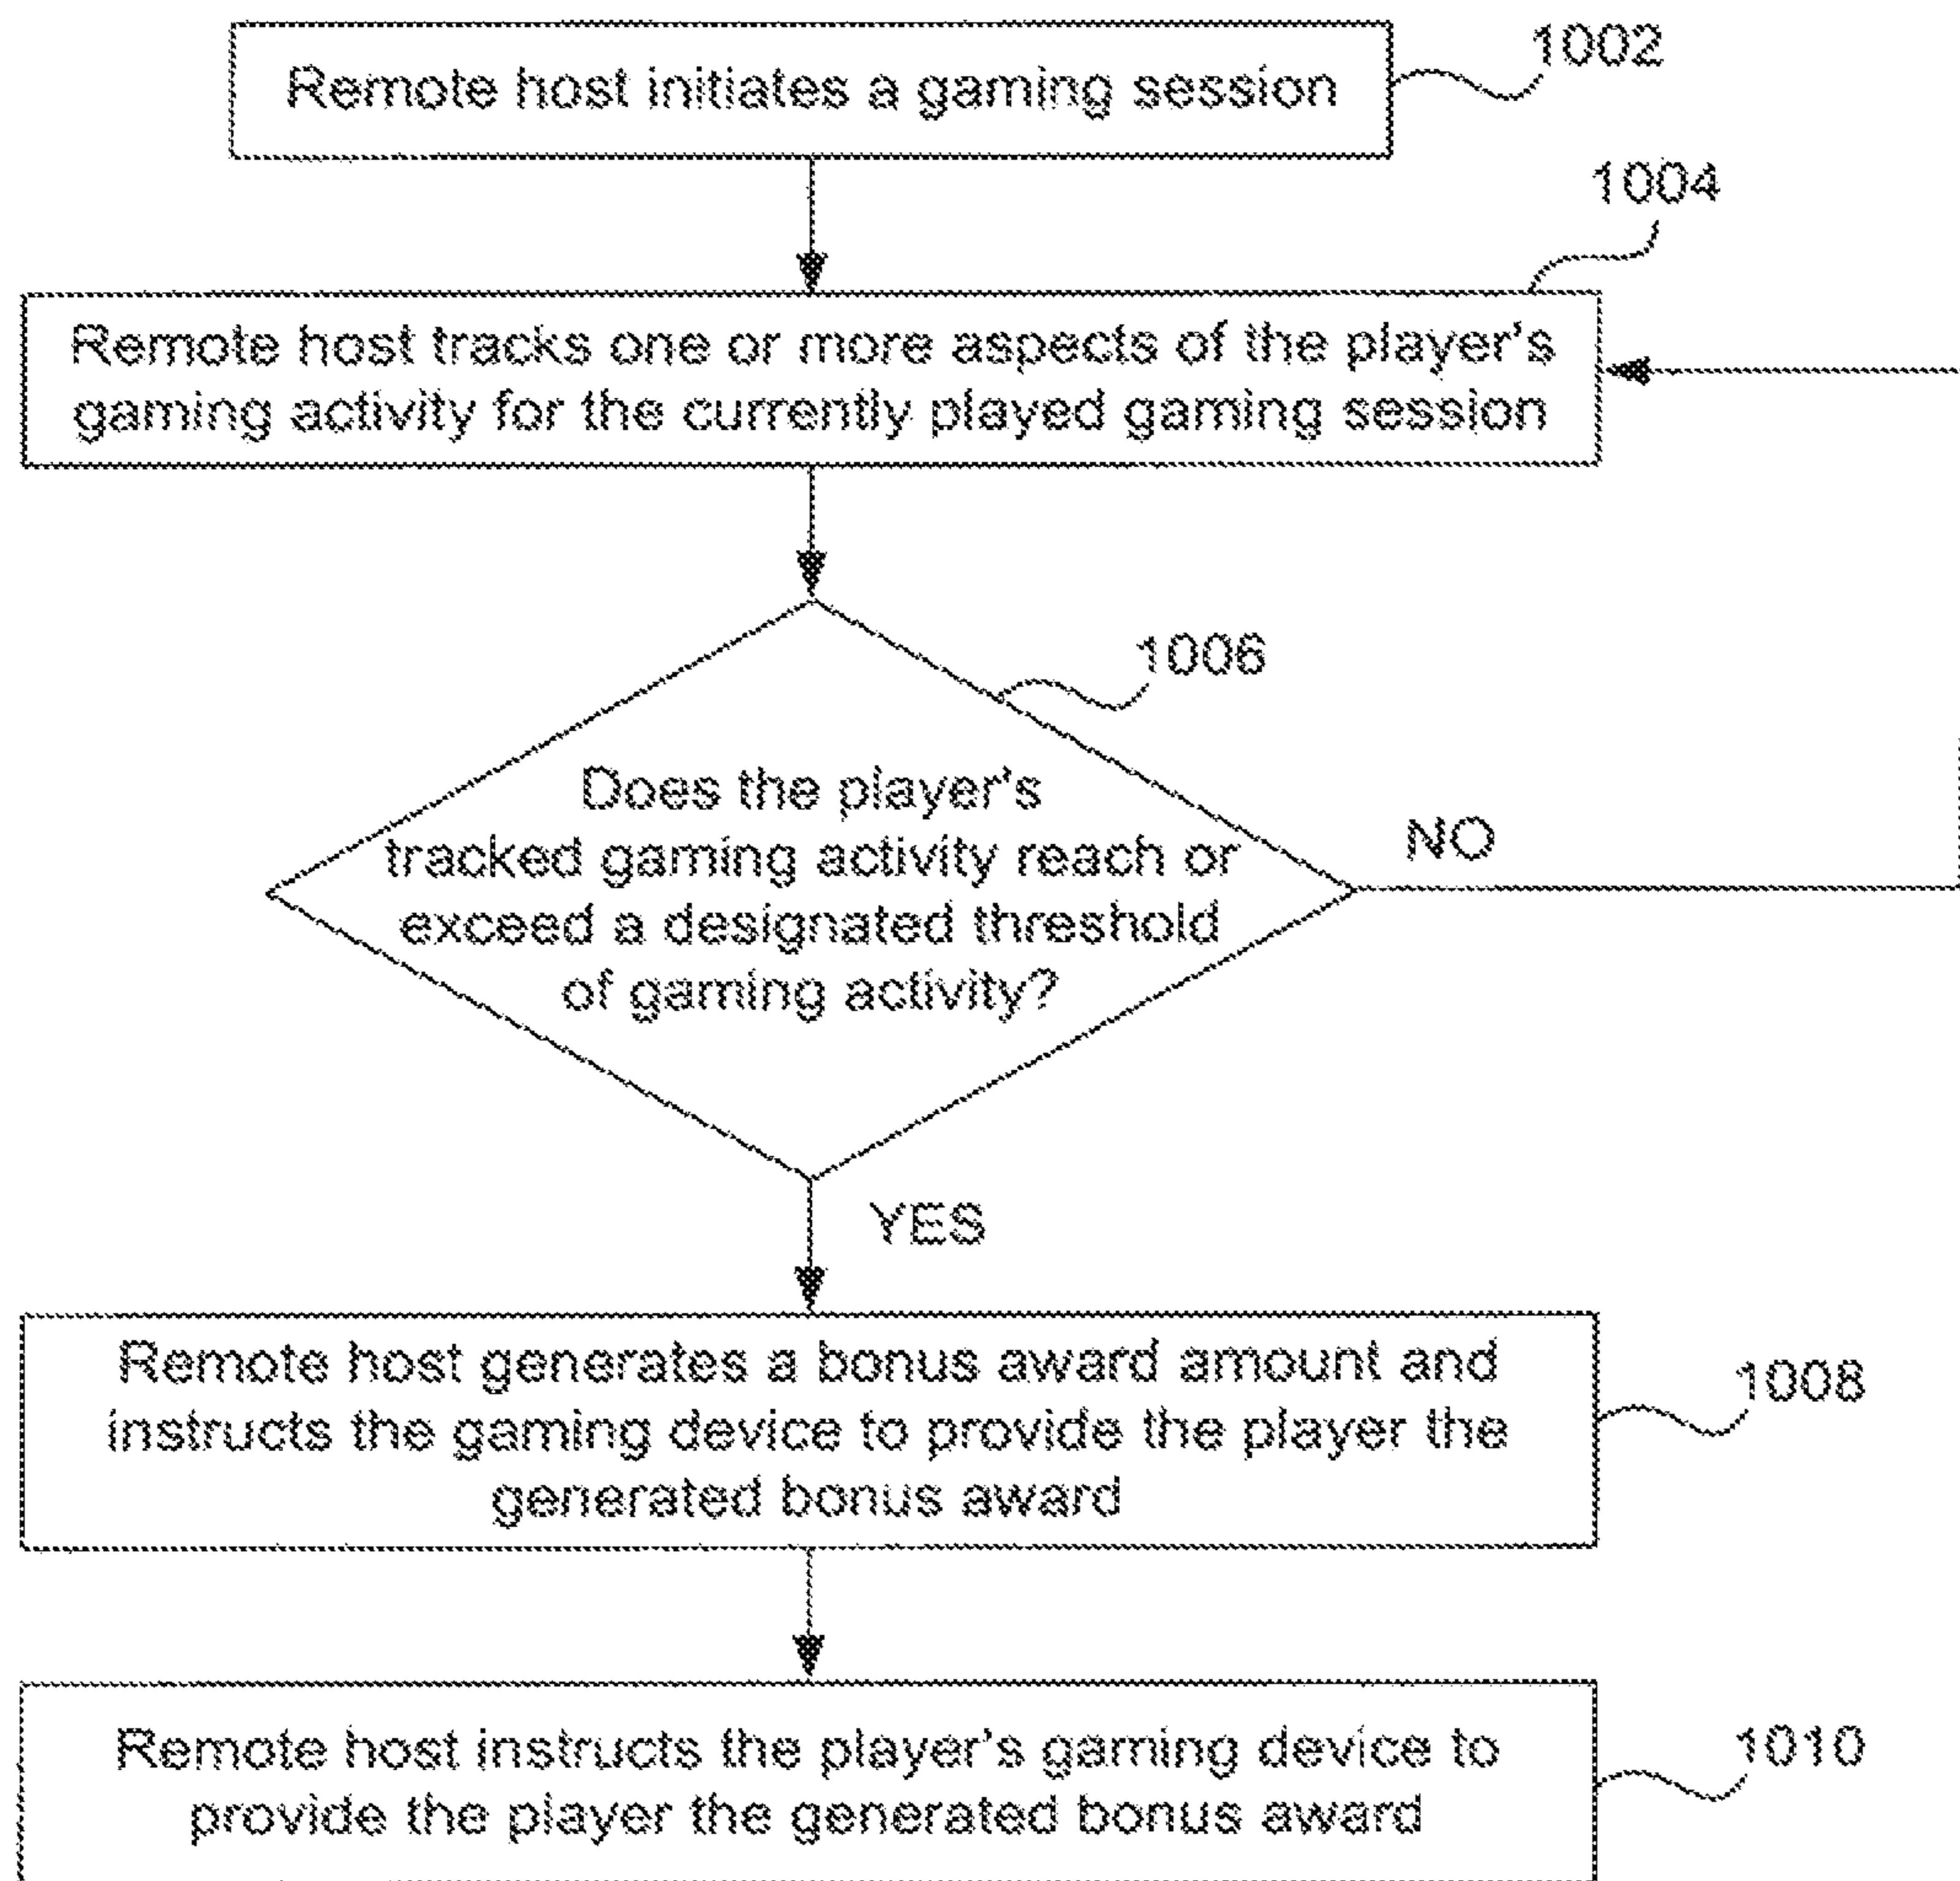 Remote host initiates a gaming session
1002
1004
Remote host tracks one or more aspects of the player's
gaming activity for the currently played gaming session
1006
Does the player's
tracked gaming activity reach or
exceed a designated threshold
of gaming activity?
NO
YES
Remote host generates a bonus award amount and
instructs the gaming device to provide the player the
generated bonus award
1008
Remote host instructs the player's gaming device to
provide the player the generated bonus award
1010